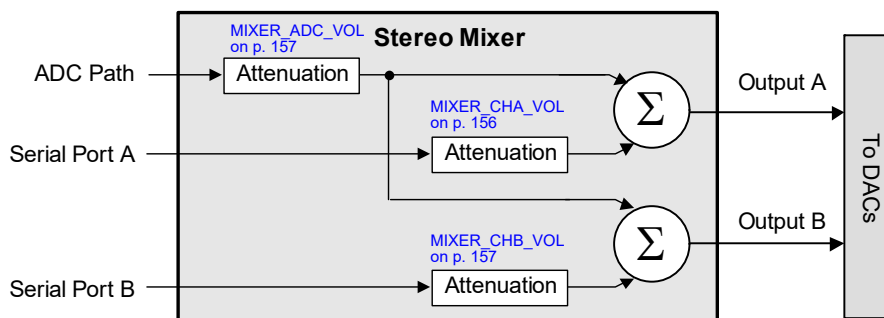 MIXER_ADC_VOL
on p. 157
Stereo Mixer
ADC Path
Attenuation
Output A
MIXER_CHA_VOL
on p. 156
Σ
Serial Port A
Attenuation
To DACs
Output B
MIXER_CHB_VOL
on p. 157
Σ
Serial Port B
Attenuation